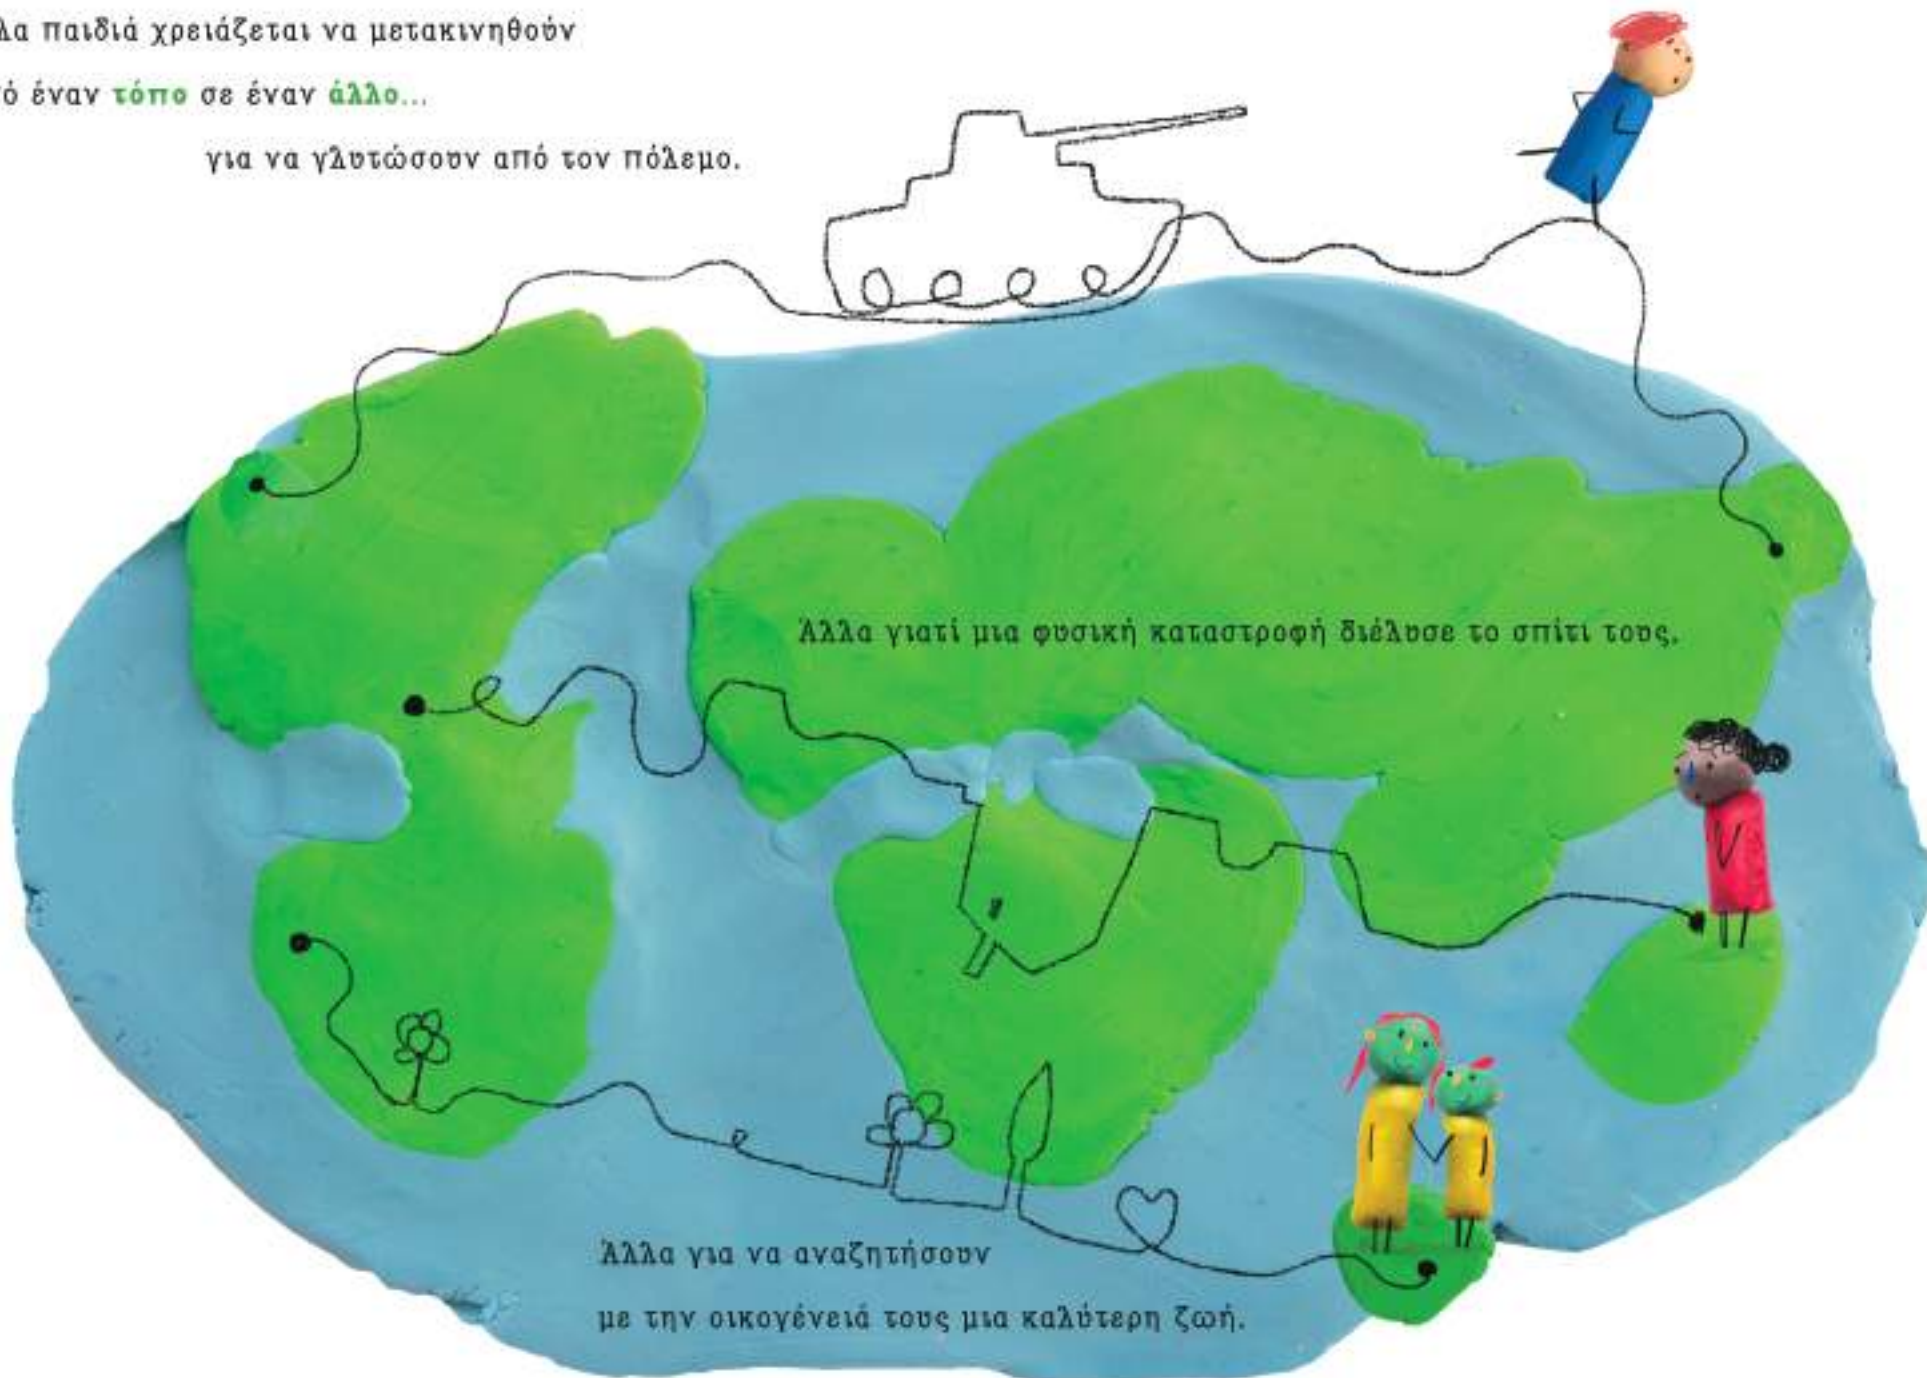 λα παιδιά χρειάζεται να μετακινηθούν
ό έναν τόπο σε έναν άλλο...
για να γλυτώσουν από τον πόλεμο.
Άλλα γιατί μια φυσική καταστροφή διέλυσε το σπίτι τους.
Άλλα για να αναζητήσουν
με την οικογένειά τους μια καλύτερη ζωή.